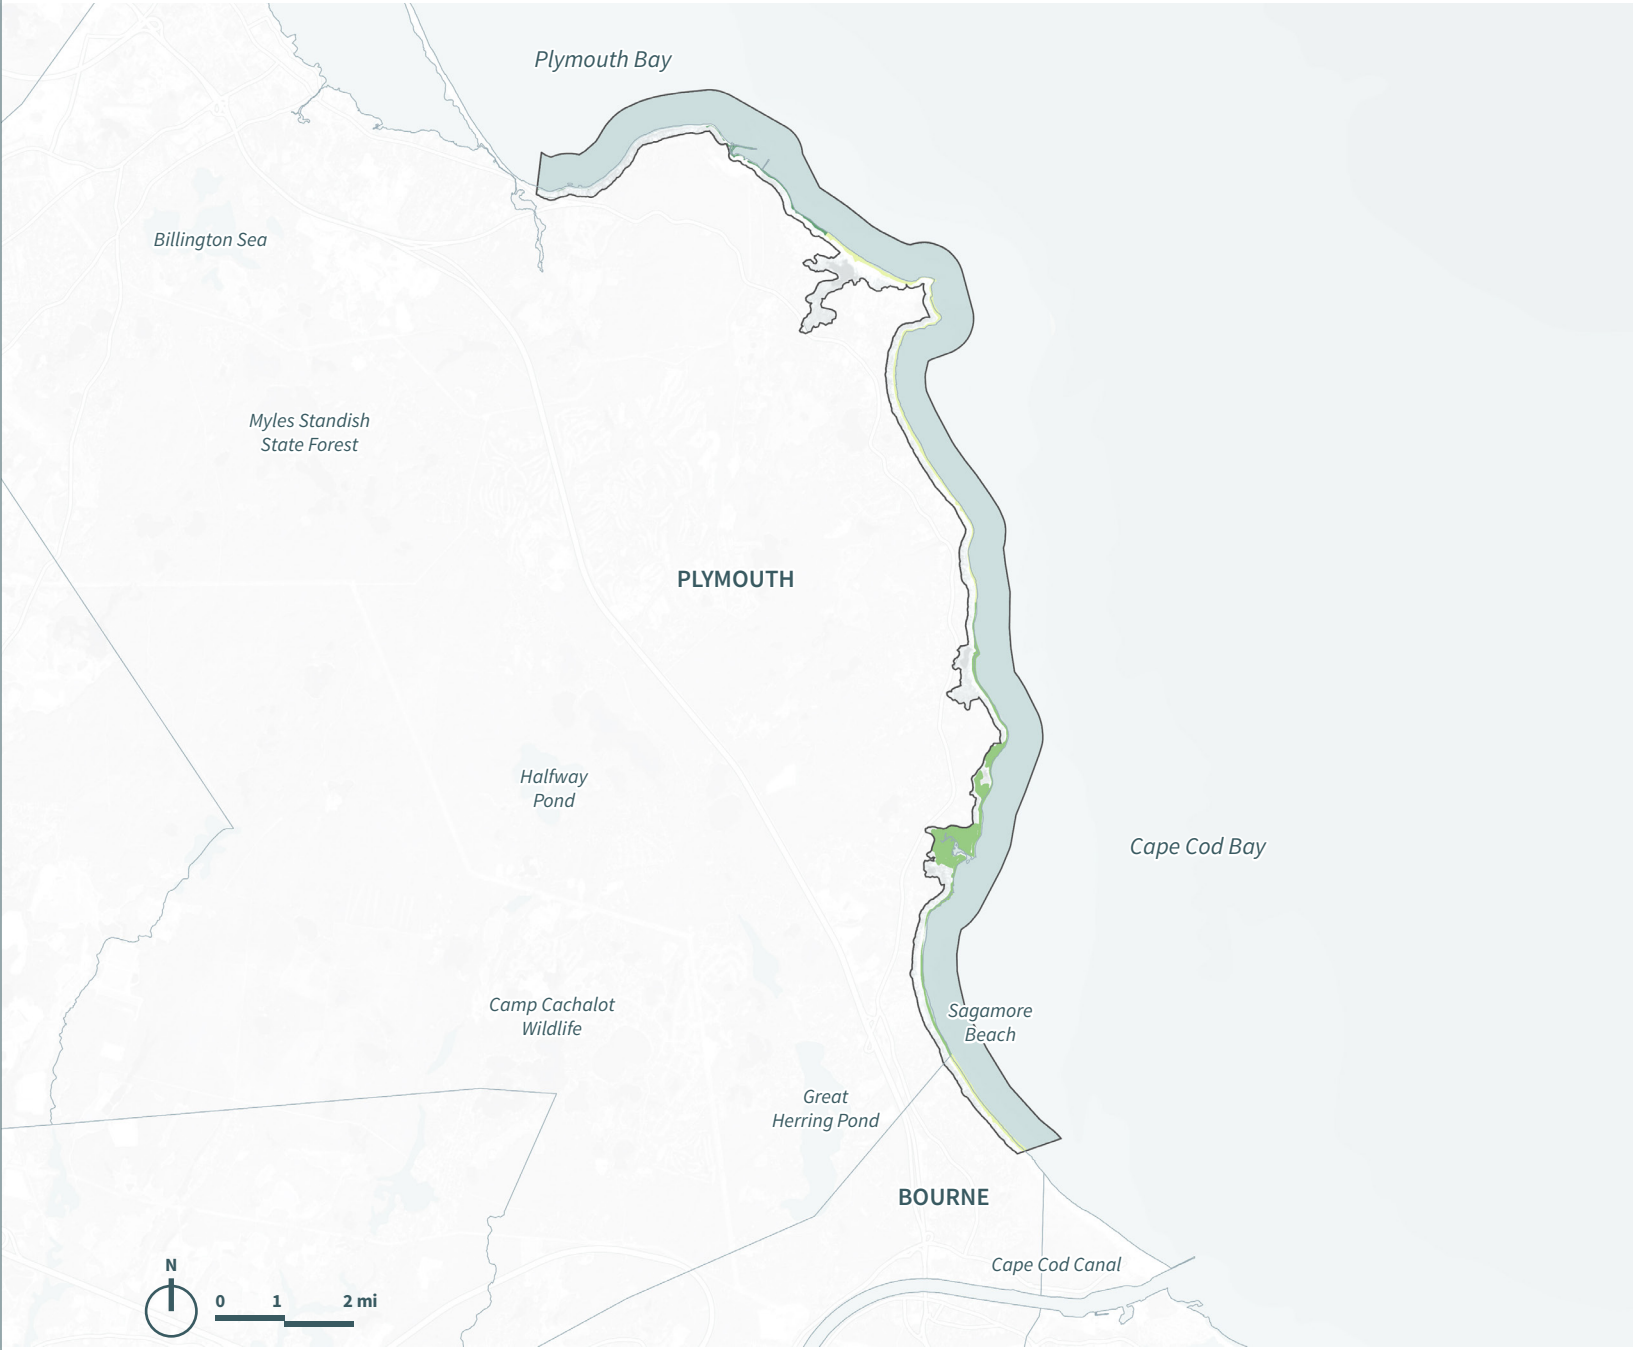 Plymouth Bay
Billington Sea
Myles Standish
State Forest
PLYMOUTH
Halfway
Pond
Cape Cod Bay
Camp Cachalot
Wildlife
Sagamore
Beach
Great
Herring Pond
BOURNE
Cape Cod Canal
N
0 1 2 mi